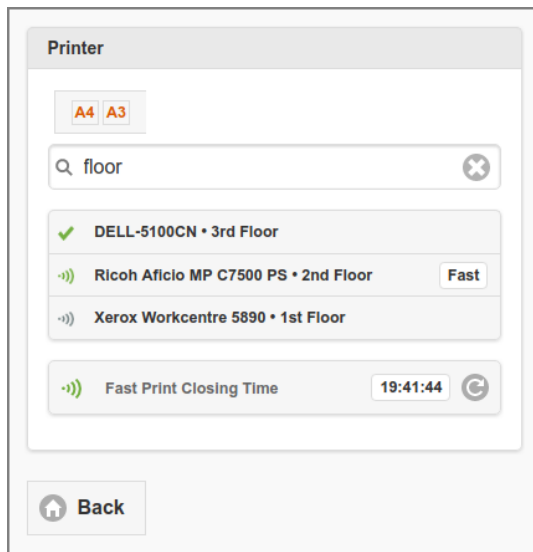 Printer
A4 A3
floor
DELL-5100CN • 3rd Floor
Ricoh Aficio MP C7500 PS • 2nd Floor Fast
Xerox Workcentre 5890 • 1st Floor
Fast Print Closing Time 19:41:44
Back